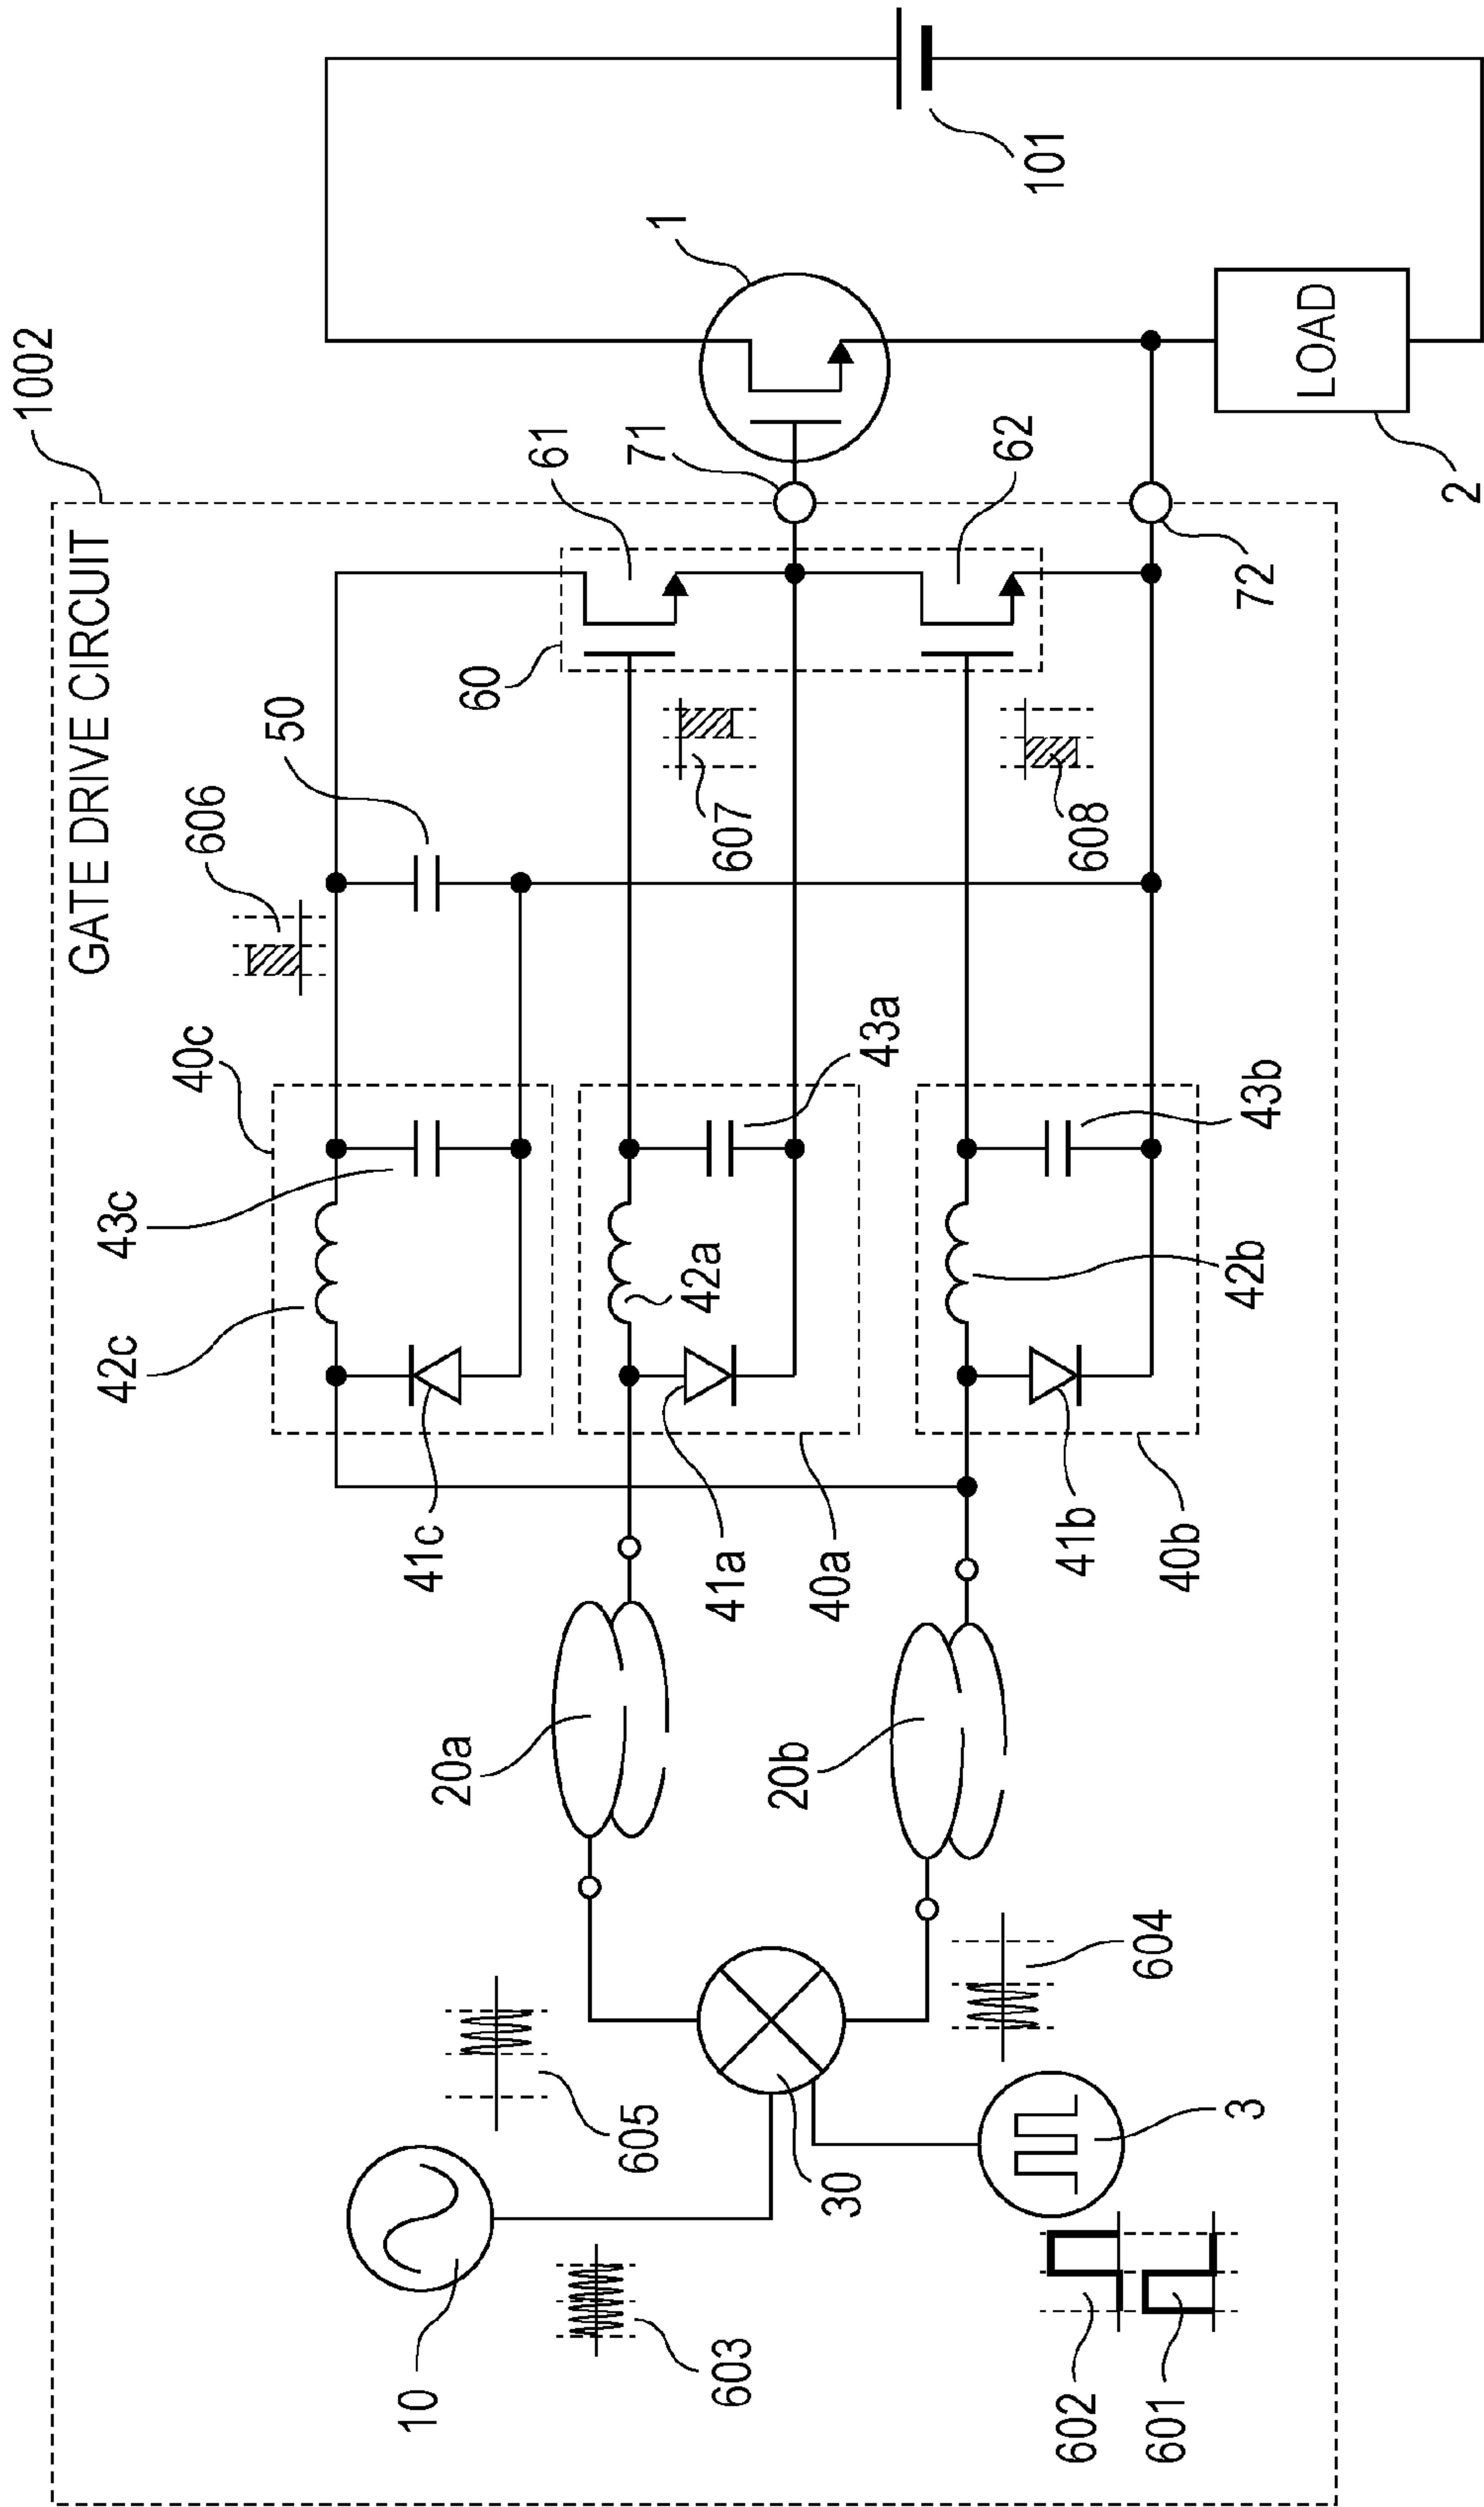 GATE DRIVE CIRCUIT
1002
606
50
40c
43c
42c
41c
60
61
71
1
101
607
62
608
43a
42a
41a
40a
43b
42b
41b
40b
72
LOAD
2
20a
20b
605
604
10
603
30
3
602
601